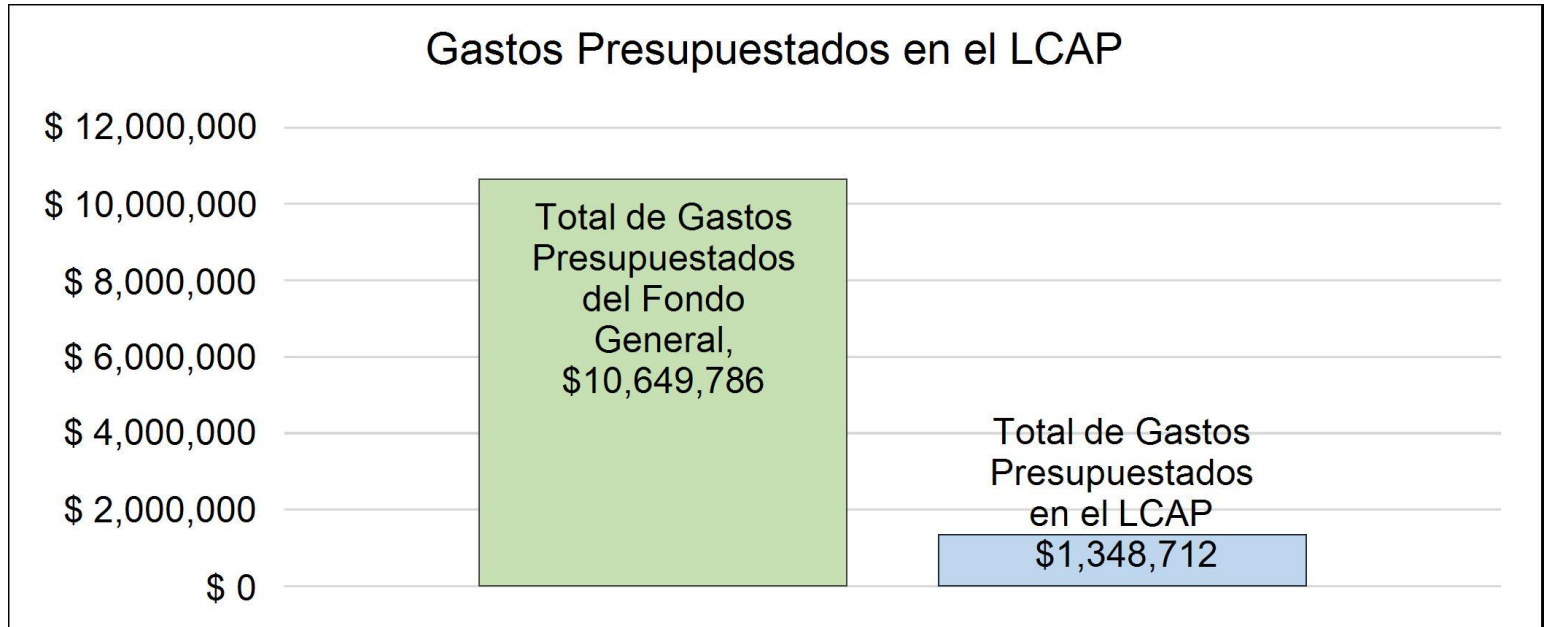 Gastos Presupuestados en el LCAP
$ 12,000,000
$ 10,000,000
$ 8,000,000
$ 6,000,000
$ 4,000,000
$ 2,000,000
$ 0
Total de Gastos
Presupuestados
del Fondo
General,
$10,649,786
Total de Gastos
Presupuestados
en el LCAP
$1,348,712